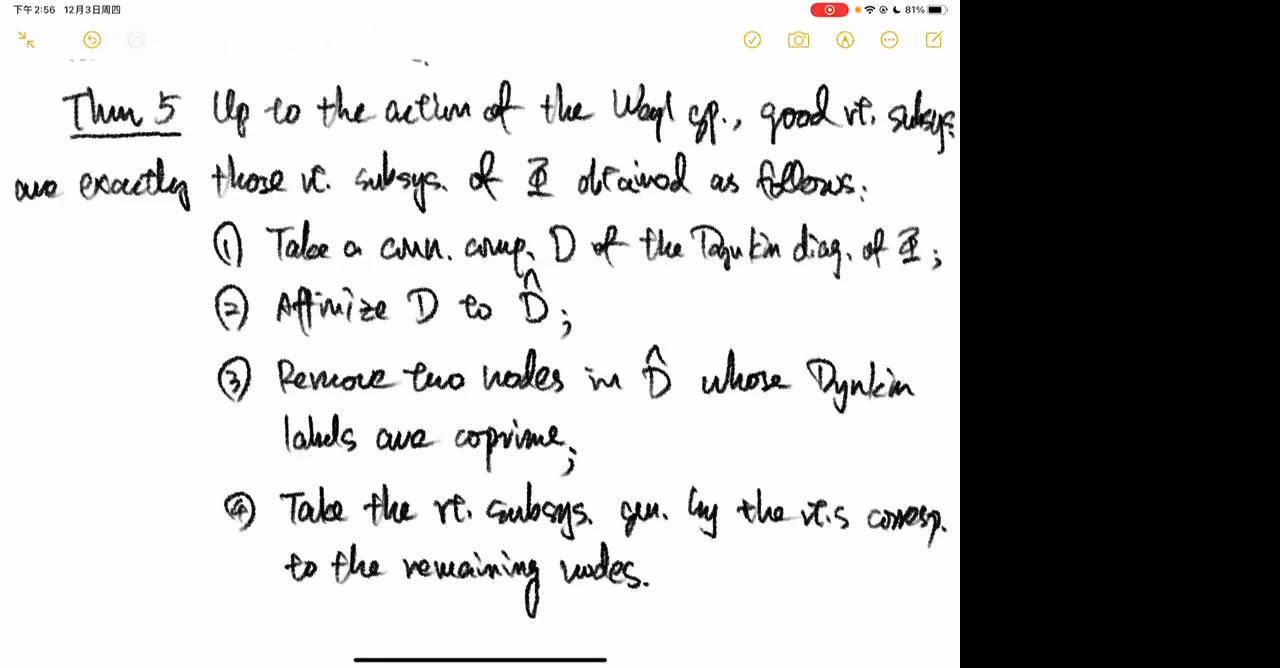 下午2:56 12月3日周四
81%
Thm 5 Up to the action of the Weyl gp., good rt. subsys.
are exactly those rt. subsys. of Φ obtained as follows:
① Take a conn. comp. D of the Dynkin diag. of Φ;
② Affinize D to D̂;
③ Remove two nodes in D̂ whose Dynkin
labels are coprime;
④ Take the rt. subsys. gen. by the rt.s corresp.
to the remaining nodes.